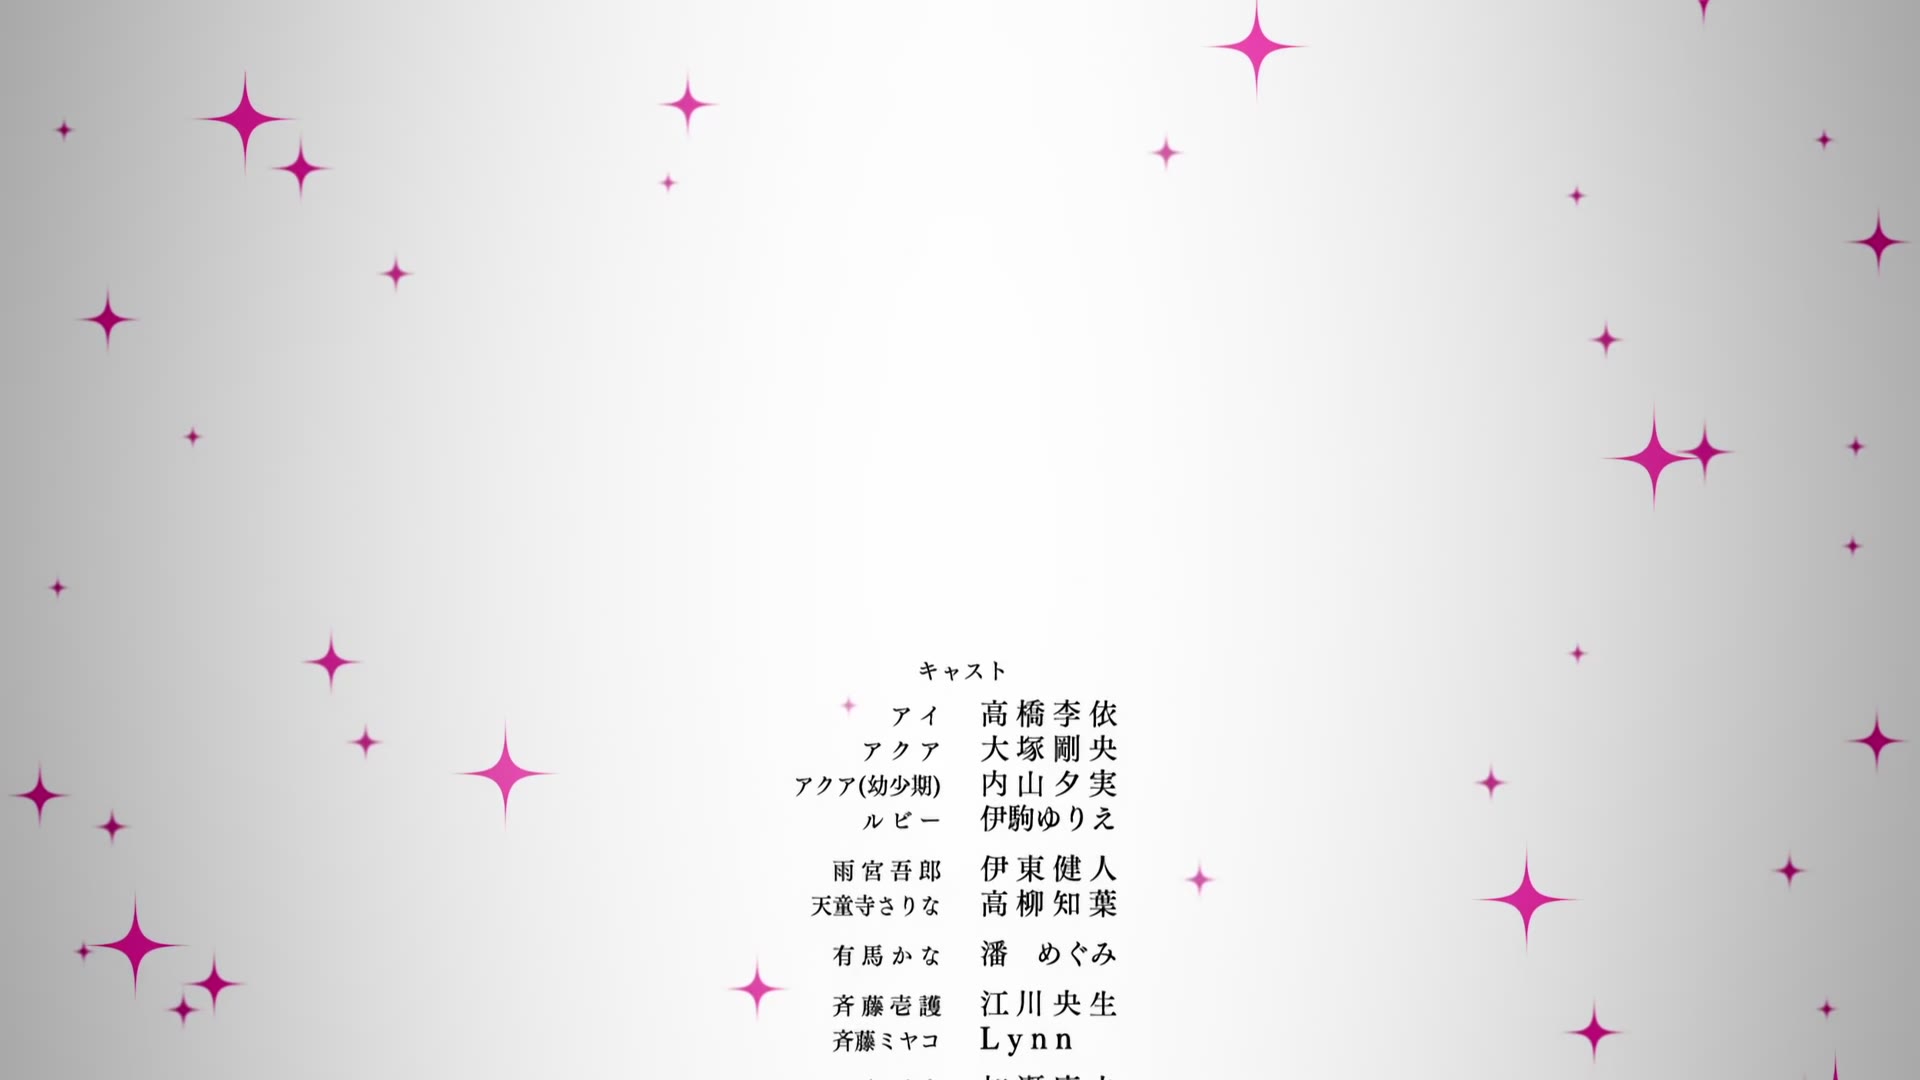 キャスト
アイ 高橋李依
アクア 大塚剛央
アクア(幼少期) 内山夕実
ルビー 伊駒ゆりえ
雨宮吾郎 伊東健人
天童寺さりな 高柳知葉
有馬かな 潘 めぐみ
斉藤壱護 江川央生
斉藤ミヤコ Lynn